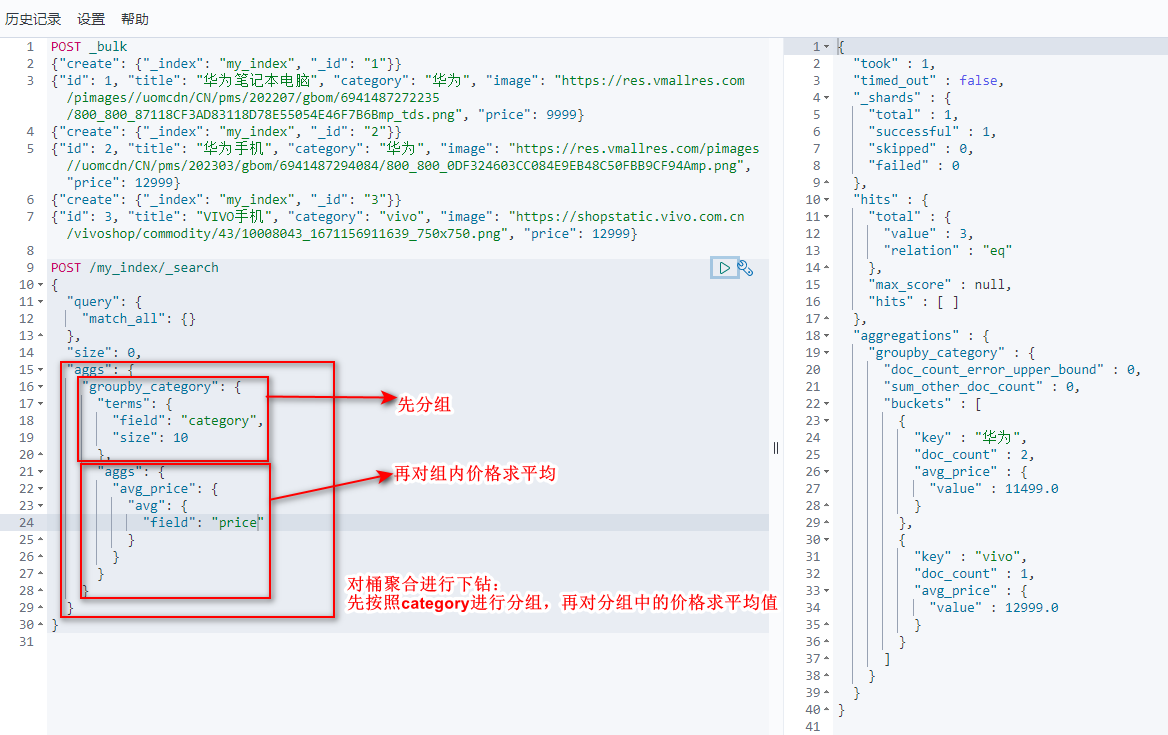 历史记录 设置 帮助
1 POST _bulk
2 {"create": {"_index": "my_index", "_id": "1"}}
3 {"id": 1, "title": "华为笔记本电脑", "category": "华为", "image": "https://res.vmallres.com
/pimages//uomcdn/CN/pms/202207/gbom/6941487272235
/800_800_87118CF3AD83118D78E55054E46F7B6Bmp_tds.png", "price": 9999}
4 {"create": {"_index": "my_index", "_id": "2"}}
5 {"id": 2, "title": "华为手机", "category": "华为", "image": "https://res.vmallres.com/pimages
//uomcdn/CN/pms/202303/gbom/6941487294084/800_800_0DF324603CC084E9EB48C50FBB9CF94Amp.png",
"price": 12999}
6 {"create": {"_index": "my_index", "_id": "3"}}
7 {"id": 3, "title": "VIVO手机", "category": "vivo", "image": "https://shopstatic.vivo.com.cn
/vivoshop/commodity/43/10008043_1671156911639_750x750.png", "price": 12999}
8
9 POST /my_index/_search
10 {
11 "query": {
12 "match_all": {}
13 },
14 "size": 0,
15 "aggs": {
16 "groupby_category": {
17 "terms": {
18 "field": "category",
19 "size": 10
20 },
21 "aggs": {
22 "avg_price": {
23 "avg": {
24 "field": "price"
25 }
26 }
27 }
28 }
29 }
30 }
31
先分组
再对组内价格求平均
对桶聚合进行下钻：
先按照category进行分组，再对分组中的价格求平均值
1 {
2 "took" : 1,
3 "timed_out" : false,
4 "_shards" : {
5 "total" : 1,
6 "successful" : 1,
7 "skipped" : 0,
8 "failed" : 0
9 },
10 "hits" : {
11 "total" : {
12 "value" : 3,
13 "relation" : "eq"
14 },
15 "max_score" : null,
16 "hits" : [ ]
17 },
18 "aggregations" : {
19 "groupby_category" : {
20 "doc_count_error_upper_bound" : 0,
21 "sum_other_doc_count" : 0,
22 "buckets" : [
23 {
24 "key" : "华为",
25 "doc_count" : 2,
26 "avg_price" : {
27 "value" : 11499.0
28 }
29 },
30 {
31 "key" : "vivo",
32 "doc_count" : 1,
33 "avg_price" : {
34 "value" : 12999.0
35 }
36 }
37 ]
38 }
39 }
40 }
41